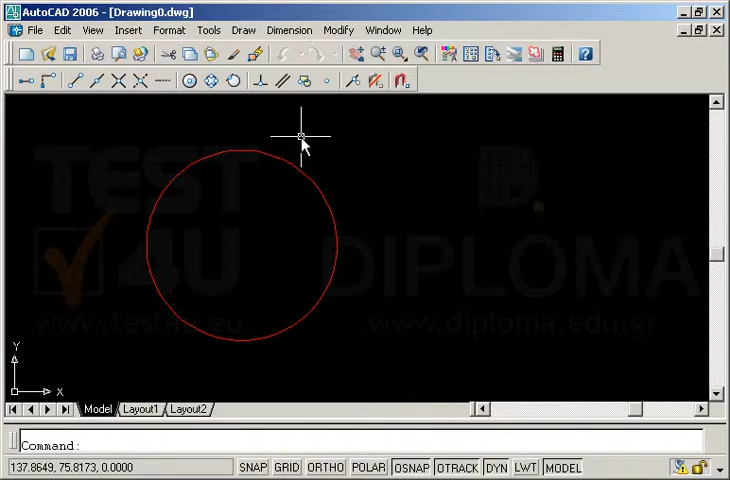 AutoCAD 2006 - [Drawing0.dwg]
File Edit View Insert Format Tools Draw Dimension Modify Window Help
TEST
4U
DIPLOMA
www.test4u.eu
www.diploma.edu.gr
Y
X
Model Layout1 Layout2
Command:
137.8649, 75.8173, 0.0000 SNAP GRID ORTHO POLAR OSNAP OTRACK DYN LWT MODEL